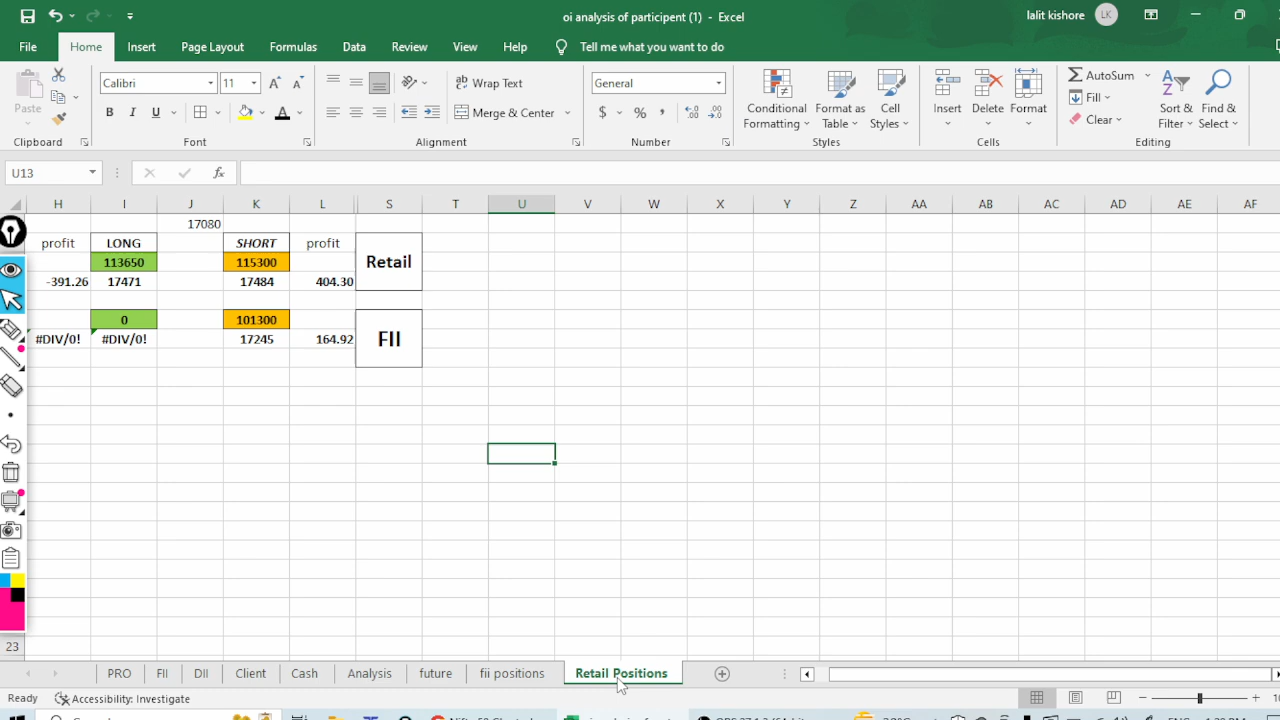 oi analysis of participent (1) - Excel
lalit kishore LK
File Home Insert Page Layout Formulas Data Review View Help Tell me what you want to do
Paste
Calibri 11
Wrap Text
General
Conditional Formatting
Format as Table
Cell Styles
Insert Delete Format
AutoSum
Fill
Clear
Sort & Filter
Find & Select
B I U
Merge & Center
$ % ,
Clipboard Font Alignment Number Styles Cells Editing
U13 fx
H I J K L S T U V W X Y Z AA AB AC AD AE AF
17080
profit LONG SHORT profit
113650 115300 Retail
-391.26 17471 17484 404.30
0 101300
#DIV/0! #DIV/0! 17245 164.92 FII
23
PRO FII DII Client Cash Analysis future fii positions Retail Positions
Ready Accessibility: Investigate